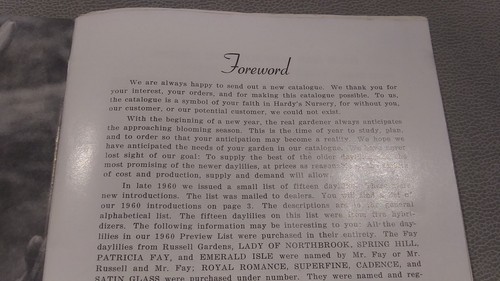 Foreword
We are always happy to send out a new catalogue. We thank you for
your interest, your orders, and for making this catalogue possible. To us,
the catalogue is a symbol of your faith in Hardy's Nursery, for without you,
our customer, or our potential customer, we could not exist.
With the beginning of a new year, the real gardener always anticipates
the approaching blooming season. This is the time of year to study, plan,
and to order so that your anticipation may become a reality. We hope we
have anticipated the needs of your garden in our catalogue. We have never
lost sight of our goal: To supply the best of the older daylilies, the
most promising of the newer daylilies, at prices as reasonable as
of cost and production, supply and demand will allow.
In late 1960 we issued a small list of fifteen daylilies.
new introductions. The list was mailed to dealers. You will find a list of
our 1960 introductions on page 3. The descriptions are in the general
alphabetical list. The fifteen daylilies on this list were from five hybri-
dizers. The following information may be interesting to you: All the day-
lilies in our 1960 Preview List were purchased in their entirety. The Fay
daylilies from Russell Gardens, LADY OF NORTHBROOK, SPRING HILL,
PATRICIA FAY, and EMERALD ISLE were named by Mr. Fay or Mr.
Russell and Mr. Fay; ROYAL ROMANCE, SUPERFINE, CADENCE, and
SATIN GLASS were purchased under number. They were named and reg-